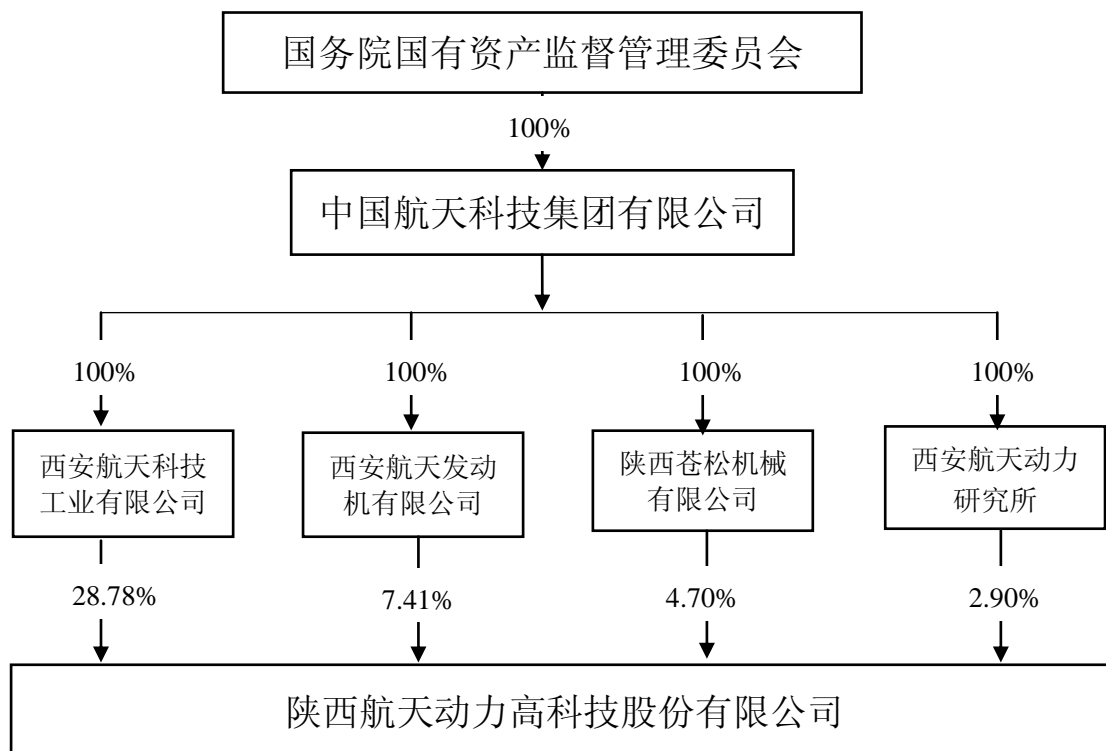 国务院国有资产监督管理委员会
100%
中国航天科技集团有限公司
100%
100%
100%
100%
西安航天科技
工业有限公司
西安航天发动
机有限公司
陕西苍松机械
有限公司
西安航天动力
研究所
28.78%
7.41%
4.70%
2.90%
陕西航天动力高科技股份有限公司